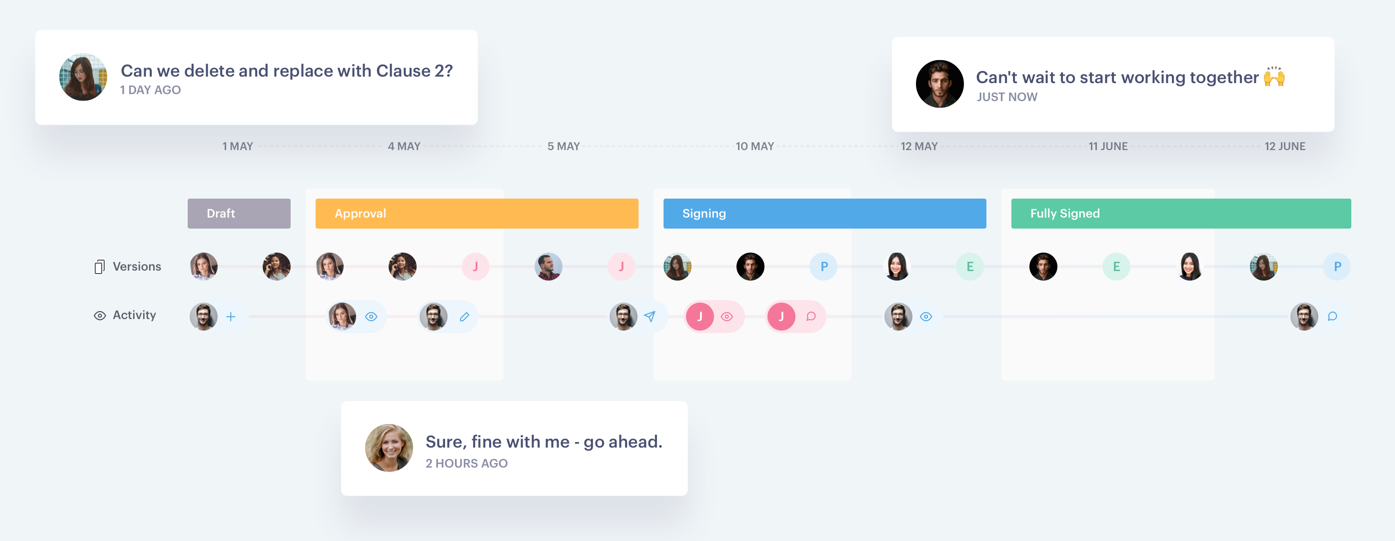 Can we delete and replace with Clause 2?
1 DAY AGO
Can't wait to start working together 🙌
JUST NOW
1 MAY 4 MAY 5 MAY 10 MAY 12 MAY 11 JUNE 12 JUNE
Draft Approval Signing Fully Signed
Versions J J P E E P
Activity J J
Sure, fine with me - go ahead.
2 HOURS AGO